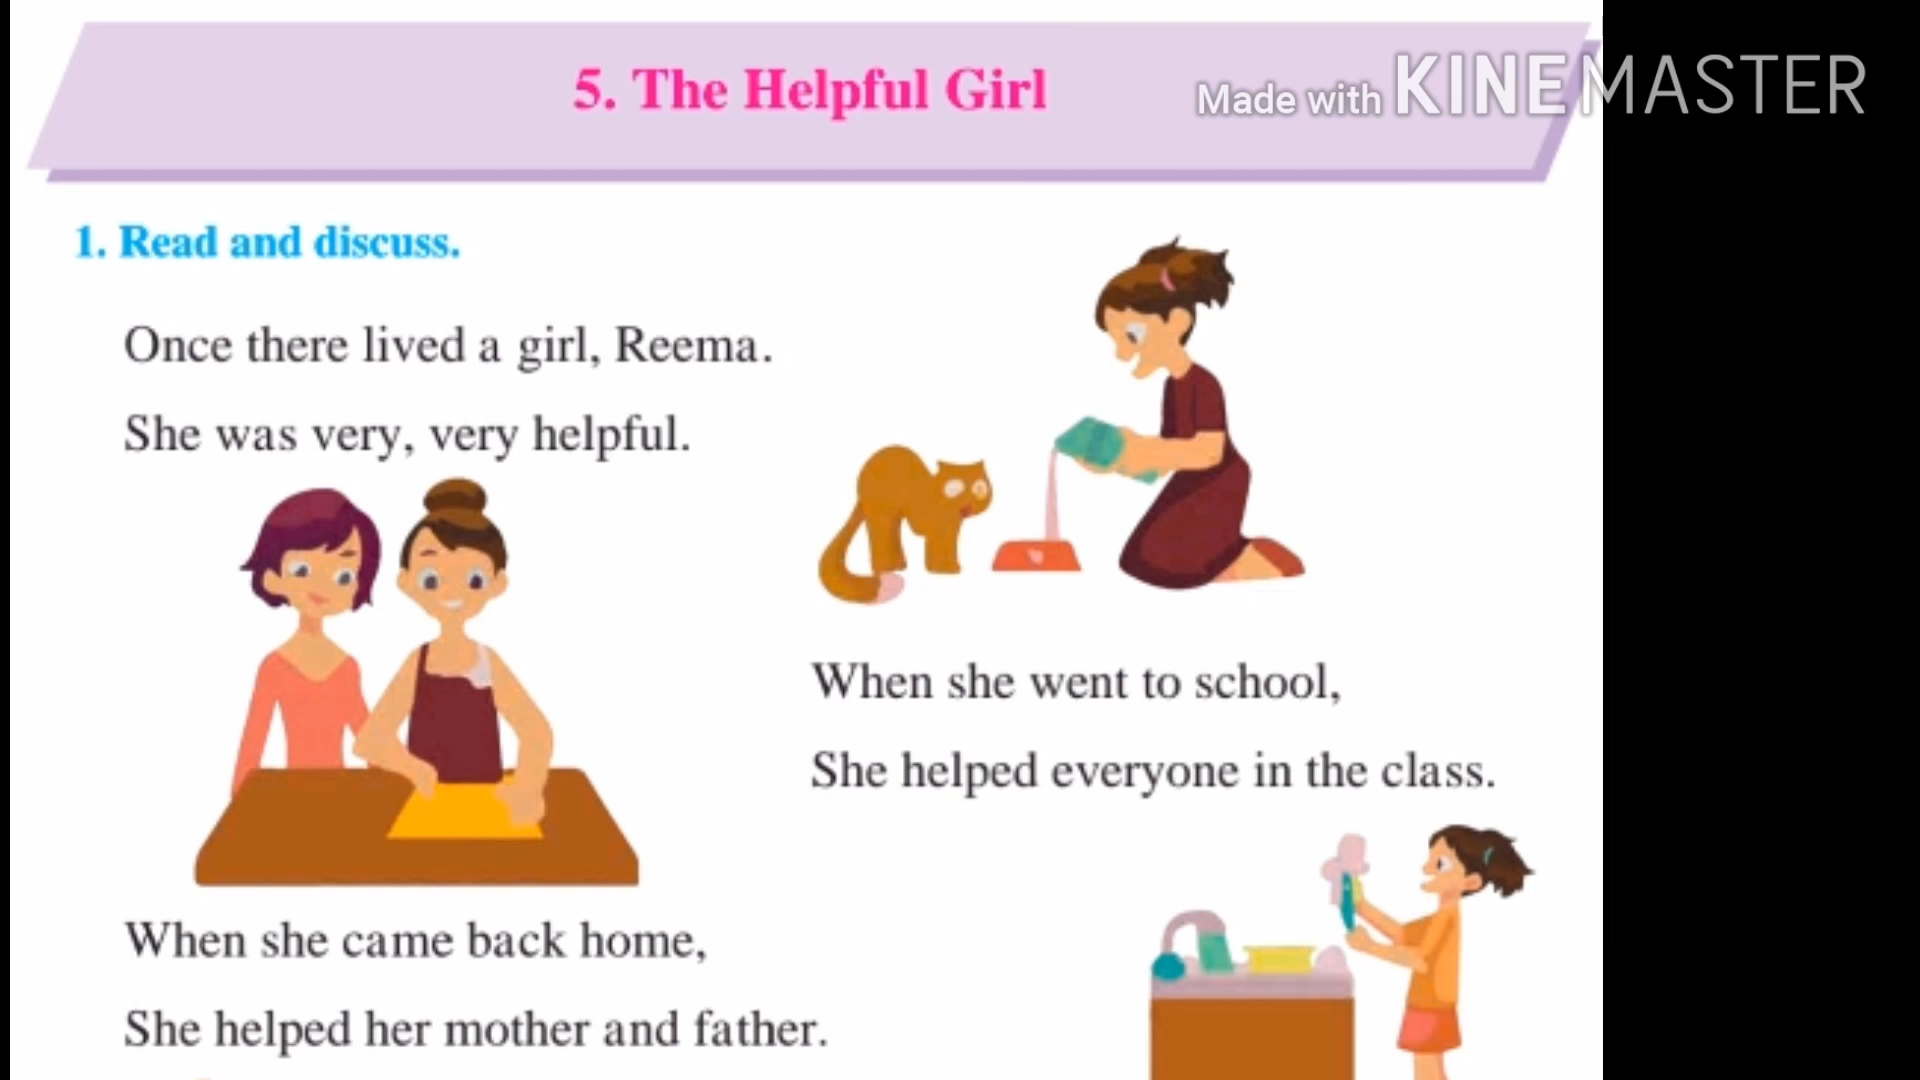 5. The Helpful Girl
Made with KINEMASTER
1. Read and discuss.
Once there lived a girl, Reema.
She was very, very helpful.
When she went to school,
She helped everyone in the class.
When she came back home,
She helped her mother and father.